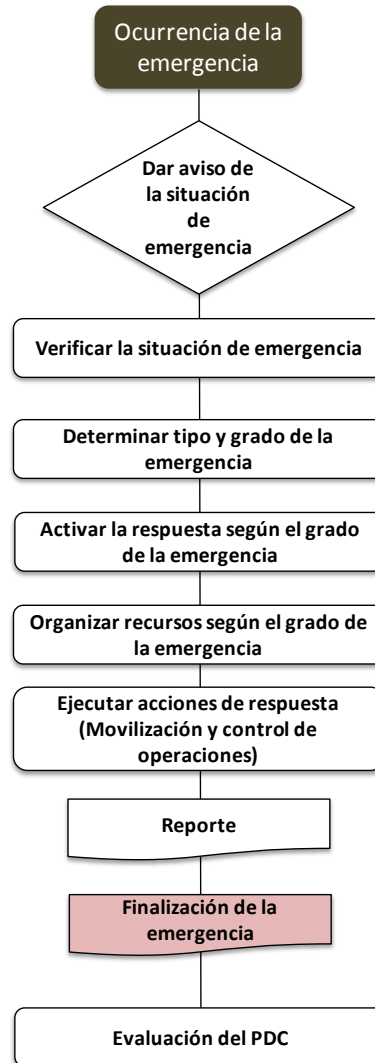 Ocurrencia de la
emergencia
Dar aviso de
la situación
de
emergencia
Verificar la situación de emergencia
Determinar tipo y grado de la
emergencia
Activar la respuesta según el grado
de la emergencia
Organizar recursos según el grado de
la emergencia
Ejecutar acciones de respuesta
(Movilización y control de
operaciones)
Reporte
Finalización de la
emergencia
Evaluación del PDC